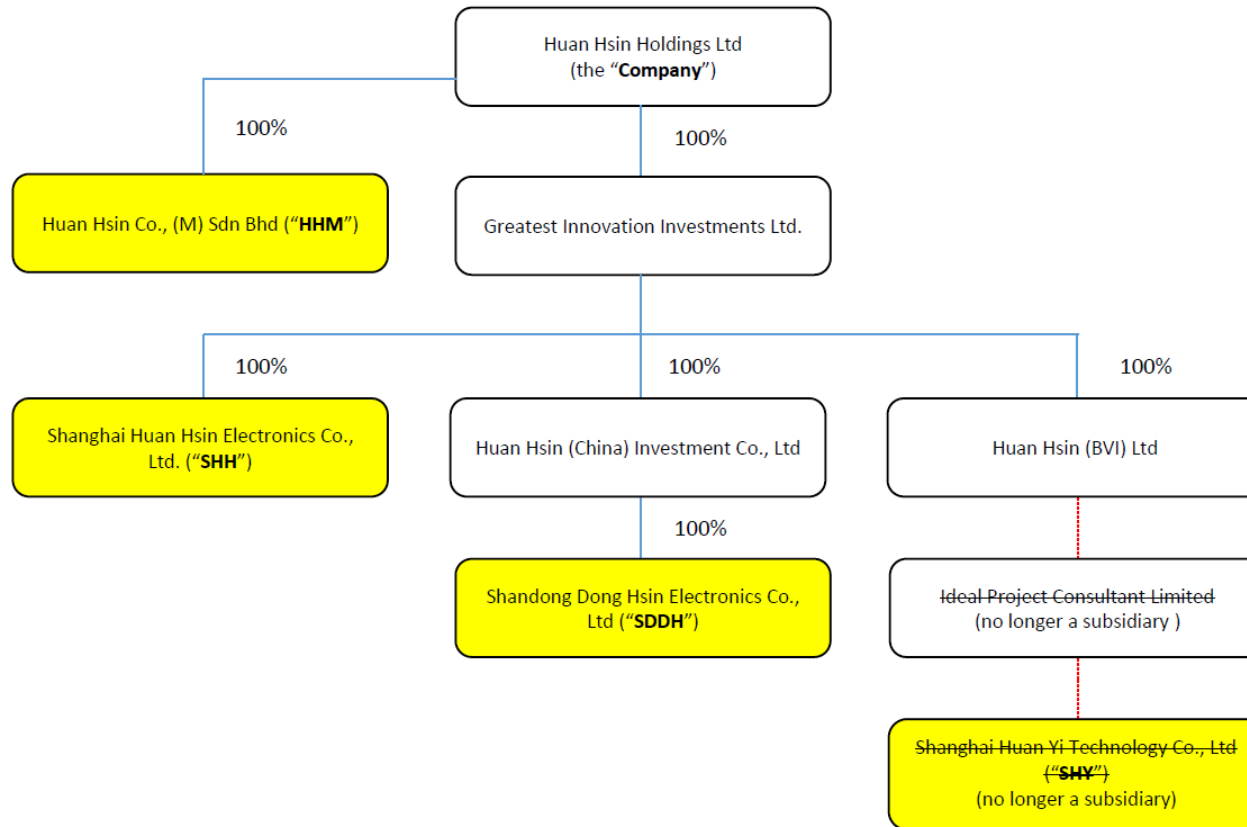 Huan Hsin Holdings Ltd
(the “Company”)
100%
100%
Huan Hsin Co., (M) Sdn Bhd (“HHM”)
Greatest Innovation Investments Ltd.
100%
100%
100%
Shanghai Huan Hsin Electronics Co.,
Ltd. (“SHH”)
Huan Hsin (China) Investment Co., Ltd
Huan Hsin (BVI) Ltd
100%
Shandong Dong Hsin Electronics Co.,
Ltd (“SDDH”)
Ideal Project Consultant Limited
(no longer a subsidiary )
Shanghai Huan Yi Technology Co., Ltd
(“SHY”)
(no longer a subsidiary)